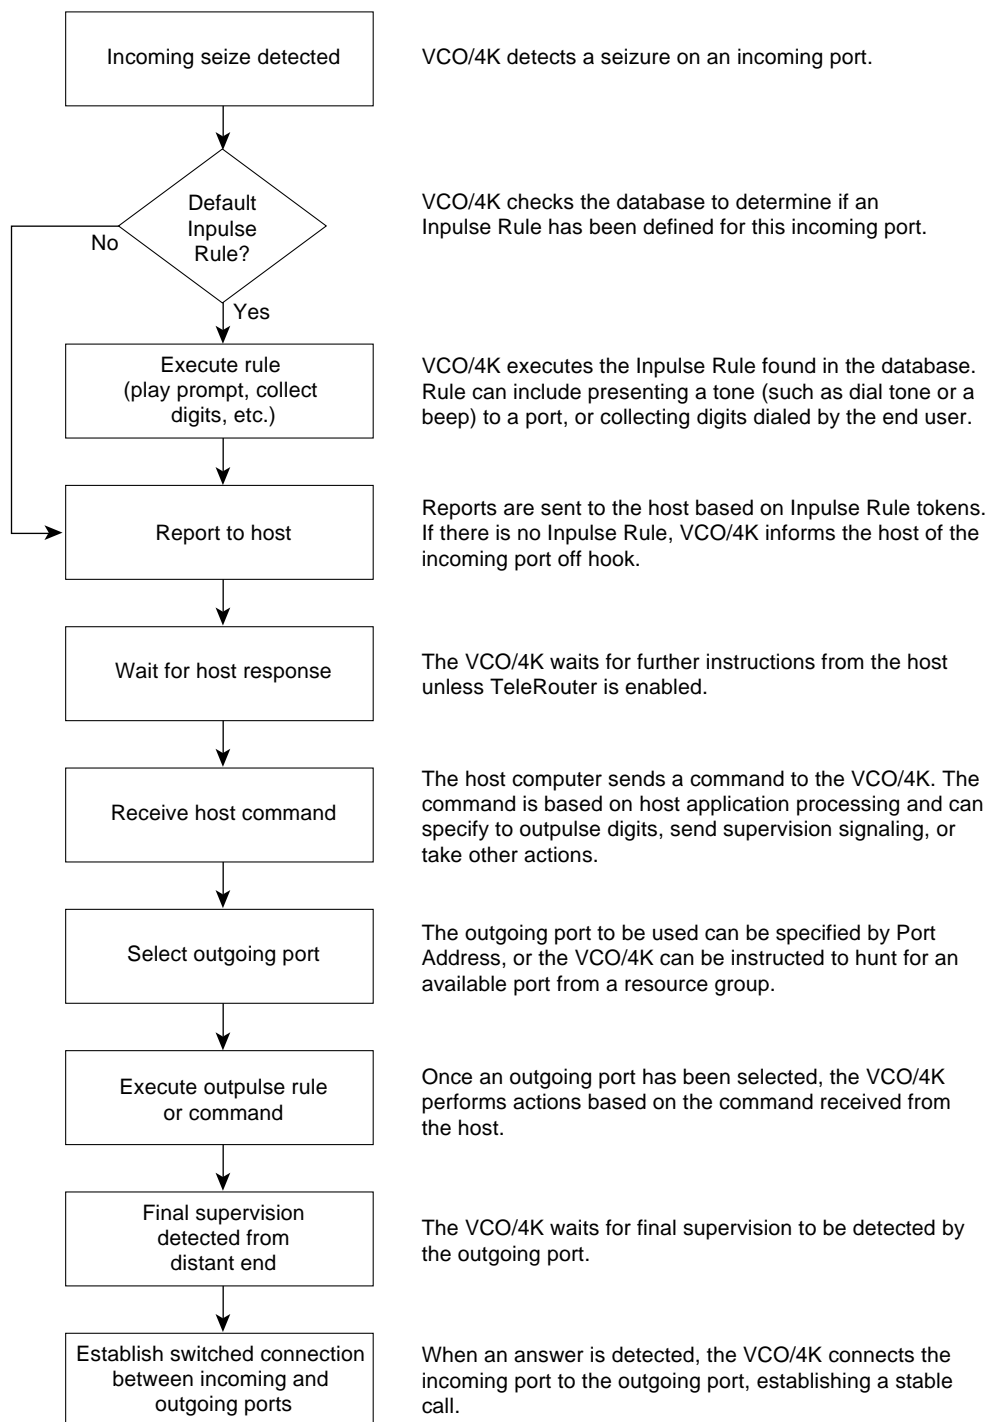 Incoming seize detected
VCO/4K detects a seizure on an incoming port.
Default
Inpulse
Rule?
No
Yes
VCO/4K checks the database to determine if an
Inpulse Rule has been defined for this incoming port.
Execute rule
(play prompt, collect
digits, etc.)
VCO/4K executes the Inpulse Rule found in the database.
Rule can include presenting a tone (such as dial tone or a
beep) to a port, or collecting digits dialed by the end user.
Report to host
Reports are sent to the host based on Inpulse Rule tokens.
If there is no Inpulse Rule, VCO/4K informs the host of the
incoming port off hook.
Wait for host response
The VCO/4K waits for further instructions from the host
unless TeleRouter is enabled.
Receive host command
The host computer sends a command to the VCO/4K. The
command is based on host application processing and can
specify to outpulse digits, send supervision signaling, or
take other actions.
Select outgoing port
The outgoing port to be used can be specified by Port
Address, or the VCO/4K can be instructed to hunt for an
available port from a resource group.
Execute outpulse rule
or command
Once an outgoing port has been selected, the VCO/4K
performs actions based on the command received from
the host.
Final supervision
detected from
distant end
The VCO/4K waits for final supervision to be detected by
the outgoing port.
Establish switched connection
between incoming and
outgoing ports
When an answer is detected, the VCO/4K connects the
incoming port to the outgoing port, establishing a stable
call.